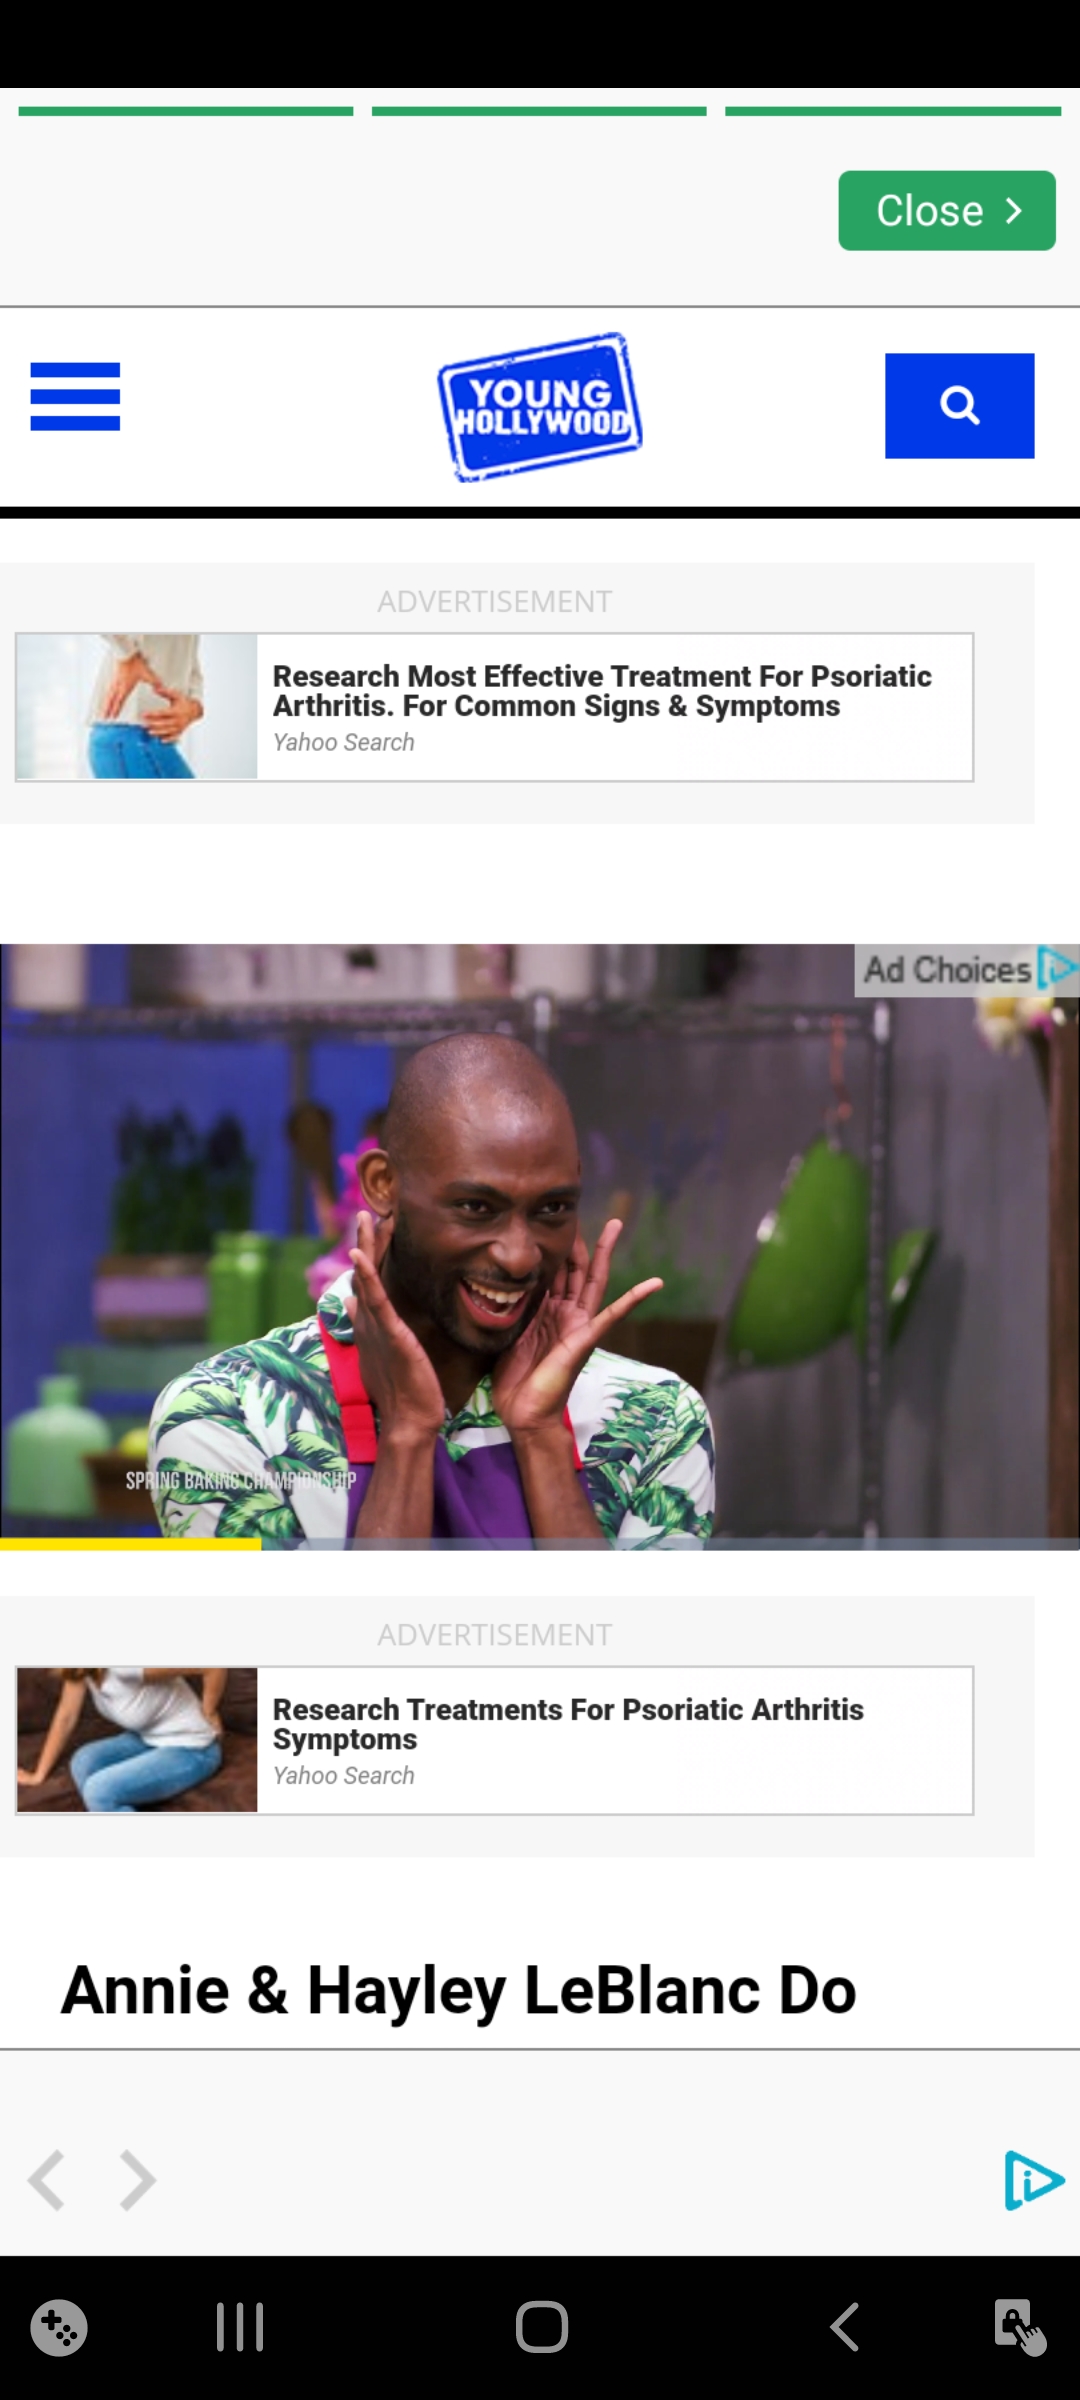 Close
YOUNG
HOLLYWOOD
ADVERTISEMENT
Research Most Effective Treatment For Psoriatic
Arthritis. For Common Signs & Symptoms
Yahoo Search
Ad Choices
SPRING BAKING CHAMPIONSHIP
ADVERTISEMENT
Research Treatments For Psoriatic Arthritis
Symptoms
Yahoo Search
Annie & Hayley LeBlanc Do